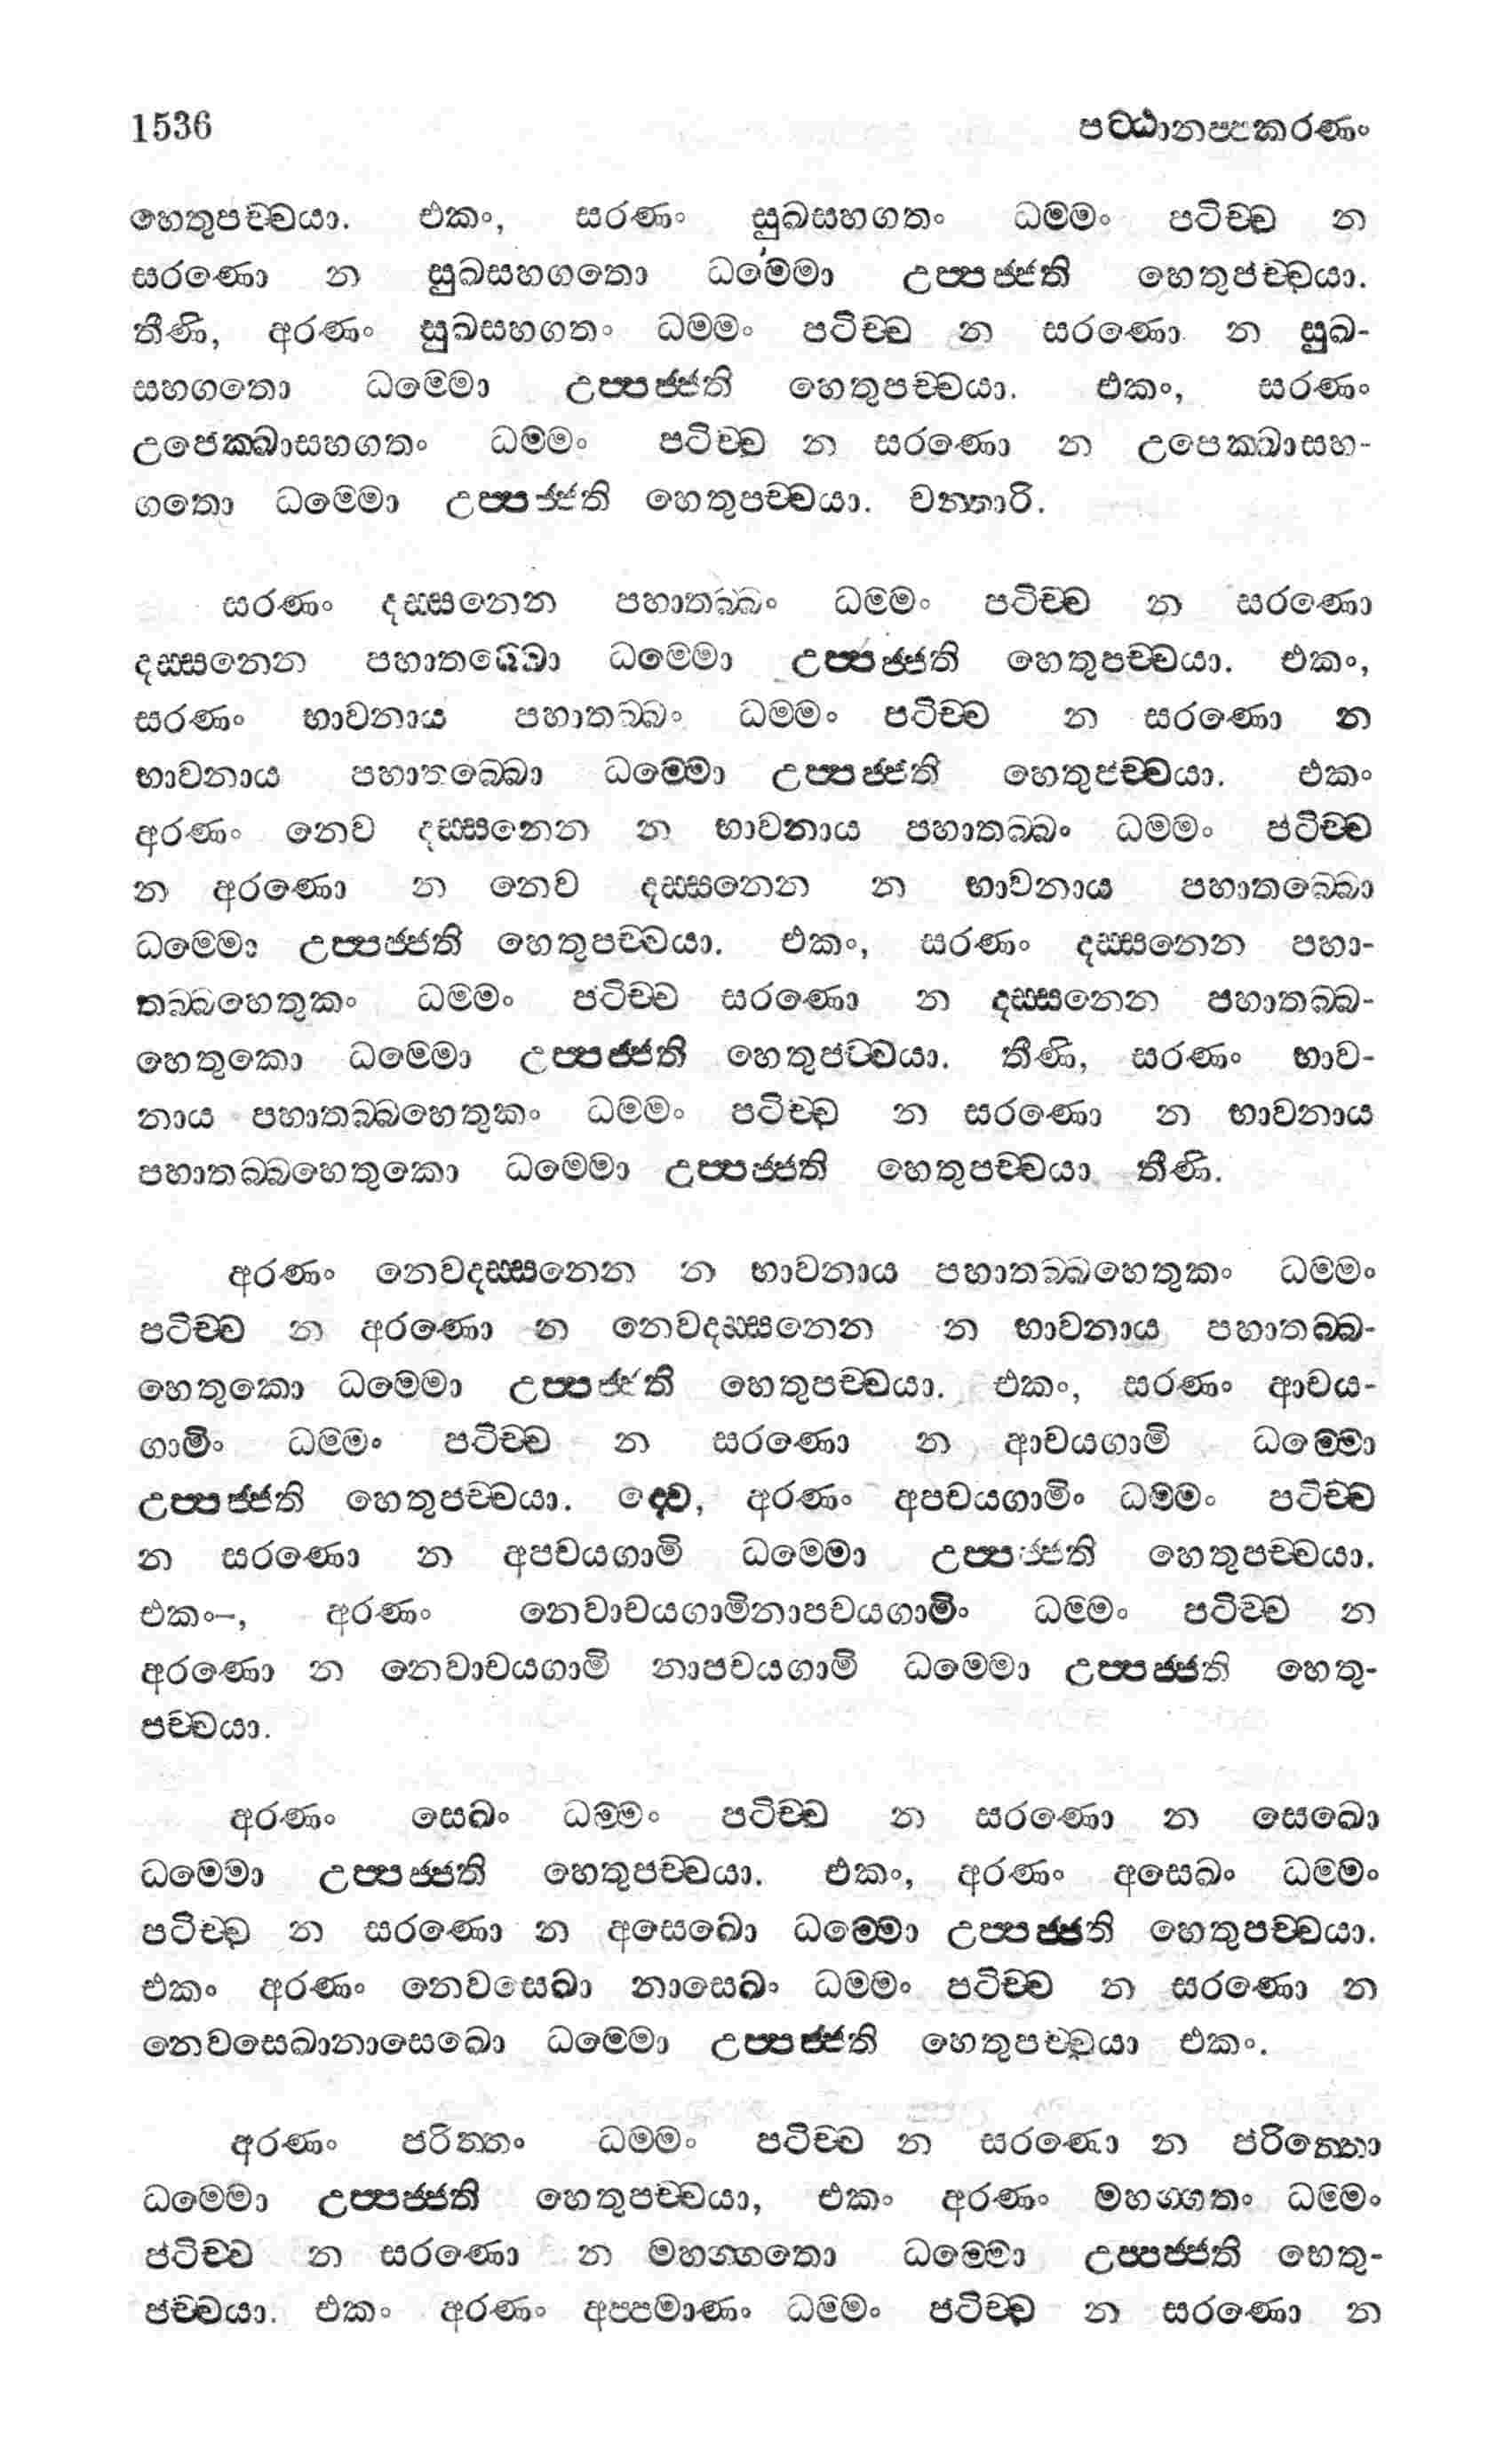 1536 පට්ඨානප්පකරණං
හෙතුපච්චයා. එකං, සරණං සුඛසහගතං ධම්මං පටිච්ච න
සරණො න සුඛසහගතො ධම්මො උප්පජ්ජති හෙතුපච්චයා.
තීණි, අරණං සුඛසහගතං ධම්මං පටිච්ච න සරණො න සුඛ-
සහගතො ධම්මො උප්පජ්ජති හෙතුපච්චයා. එකං, සරණං
උපෙක්ඛාසහගතං ධම්මං පටිච්ච න සරණො න උපෙක්ඛාසහ-
ගතො ධම්මො උප්පජ්ජති හෙතුපච්චයා. චත්තාරි.
සරණං දස්සනෙන පහාතබ්බං ධම්මං පටිච්ච න සරණො
දස්සනෙන පහාතබ්බො ධම්මො උප්පජ්ජති හෙතුපච්චයා. එකං,
සරණං භාවනාය පහාතබ්බං ධම්මං පටිච්ච න සරණො න
භාවනාය පහාතබ්බො ධම්මො උප්පජ්ජති හෙතුපච්චයා. එකං
අරණං නෙව දස්සනෙන න භාවනාය පහාතබ්බං ධම්මං පටිච්ච
න අරණො න නෙව දස්සනෙන න භාවනාය පහාතබ්බො
ධම්මො උප්පජ්ජති හෙතුපච්චයා. එකං, සරණං දස්සනෙන පහා-
තබ්බහෙතුකං ධම්මං පටිච්ච සරණො න දස්සනෙන පහාතබ්බ-
හෙතුකො ධම්මො උප්පජ්ජති හෙතුපච්චයා. තීණි, සරණං භාව-
නාය පහාතබ්බහෙතුකං ධම්මං පටිච්ච න සරණො න භාවනාය
පහාතබ්බහෙතුකො ධම්මො උප්පජ්ජති හෙතුපච්චයා තීණි.
අරණං නෙවදස්සනෙන න භාවනාය පහාතබ්බහෙතුකං ධම්මං
පටිච්ච න අරණො න නෙවදස්සනෙන න භාවනාය පහාතබ්බ-
හෙතුකො ධම්මො උප්පජ්ජති හෙතුපච්චයා. එකං, සරණං ආචය-
ගාමිං ධම්මං පටිච්ච න සරණො න ආචයගාමි ධම්මො
උප්පජ්ජති හෙතුපච්චයා. ද්වෙ, අරණං අපචයගාමිං ධම්මං පටිච්ච
න සරණො න අපචයගාමි ධම්මො උප්පජ්ජති හෙතුපච්චයා.
එකං–, අරණං නෙවාචයගාමිනාපචයගාමිං ධම්මං පටිච්ච න
අරණො න නෙවාචයගාමි නාපචයගාමි ධම්මො උප්පජ්ජති හෙතු-
පච්චයා.
අරණං සෙඛං ධම්මං පටිච්ච න සරණො න සෙඛො
ධම්මො උප්පජ්ජති හෙතුපච්චයා. එකං, අරණං අසෙඛං ධම්මං
පටිච්ච න සරණො න අසෙඛො ධම්මො උප්පජ්ජති හෙතුපච්චයා.
එකං අරණං නෙවසෙඛා නාසෙඛං ධම්මං පටිච්ච න සරණො න
නෙවසෙඛානාසෙඛො ධම්මො උප්පජ්ජති හෙතුපච්චයා එකං.
අරණං පරිත්තං ධම්මං පටිච්ච න සරණො න පරිත්තො
ධම්මො උප්පජ්ජති හෙතුපච්චයා, එකං අරණං මහග්ගතං ධම්මං
පටිච්ච න සරණො න මහග්ගතො ධම්මො උප්පජ්ජති හෙතු-
පච්චයා. එකං අරණං අප්පමාණං ධම්මං පටිච්ච න සරණො න